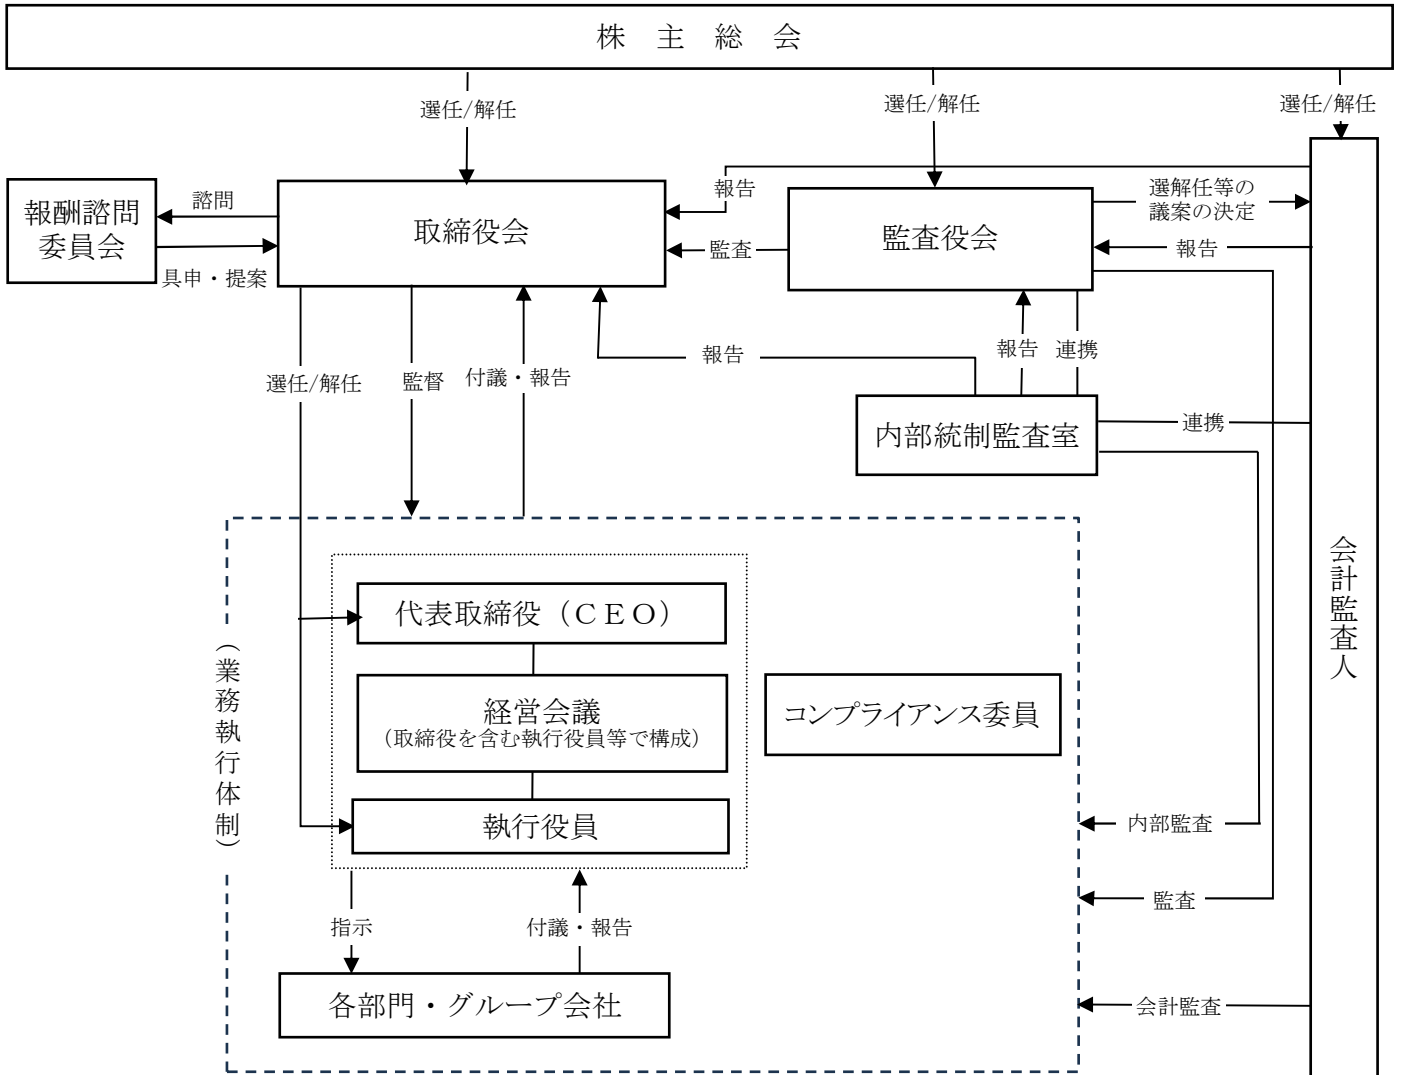 株　主　総　会
選任/解任
選任/解任
選任/解任
報酬諮問
委員会
諮問
具申・提案
取締役会
報告
監査
監査役会
選解任等の
議案の決定
報告
選任/解任
監督
付議・報告
報告
報告
連携
内部統制監査室
連携
会計監査人
（業務執行体制）
代表取締役（ＣＥＯ）
経営会議
（取締役を含む執行役員等で構成）
執行役員
コンプライアンス委員
内部監査
監査
会計監査
指示
付議・報告
各部門・グループ会社